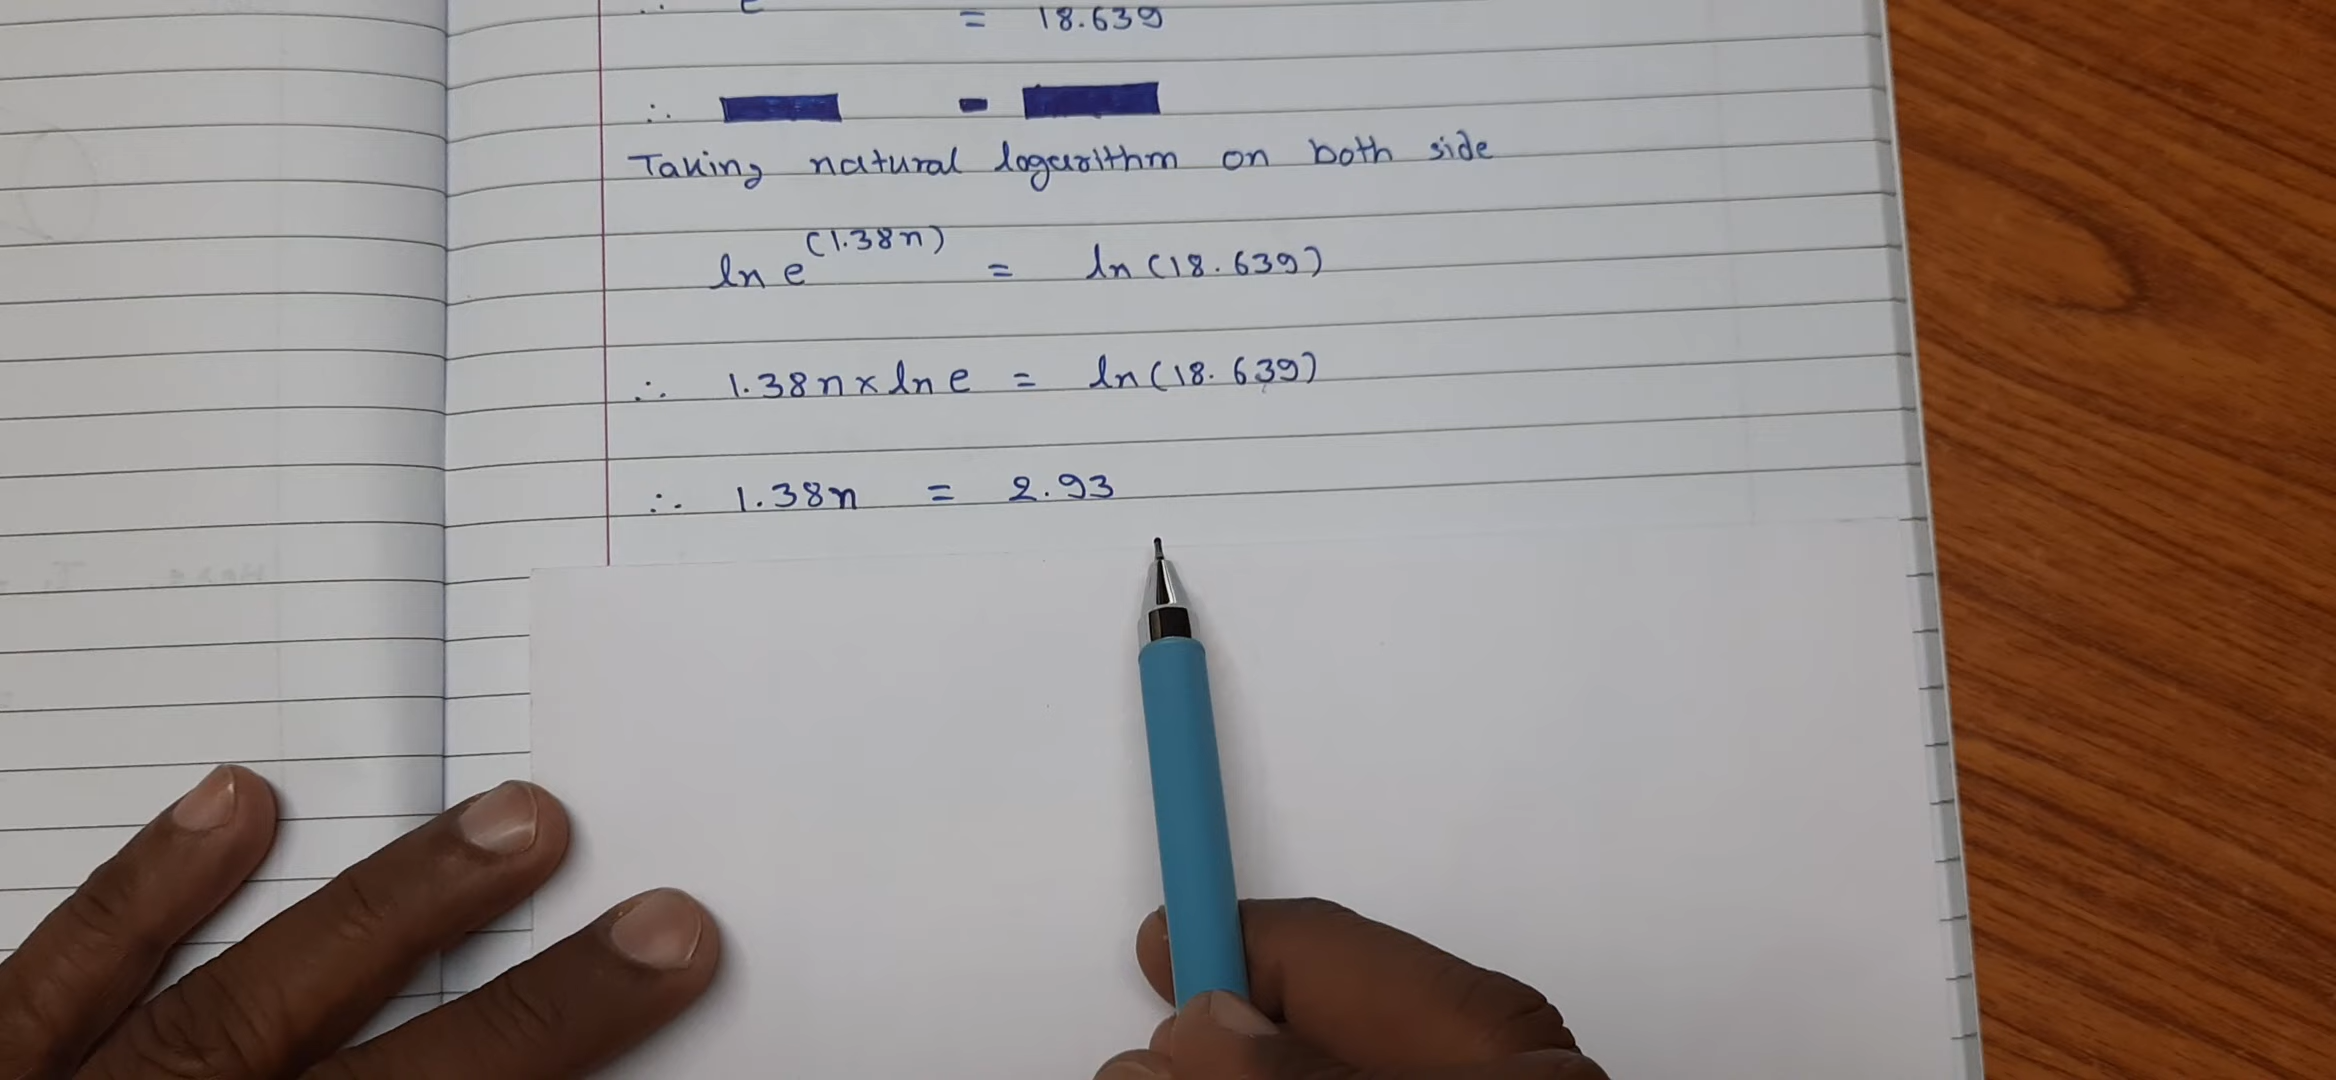 ∴ e = 18.639
∴
Taking natural logarithm on both side
ln e^(1.38n) = ln(18.639)
∴ 1.38n x ln e = ln(18.639)
∴ 1.38n = 2.93